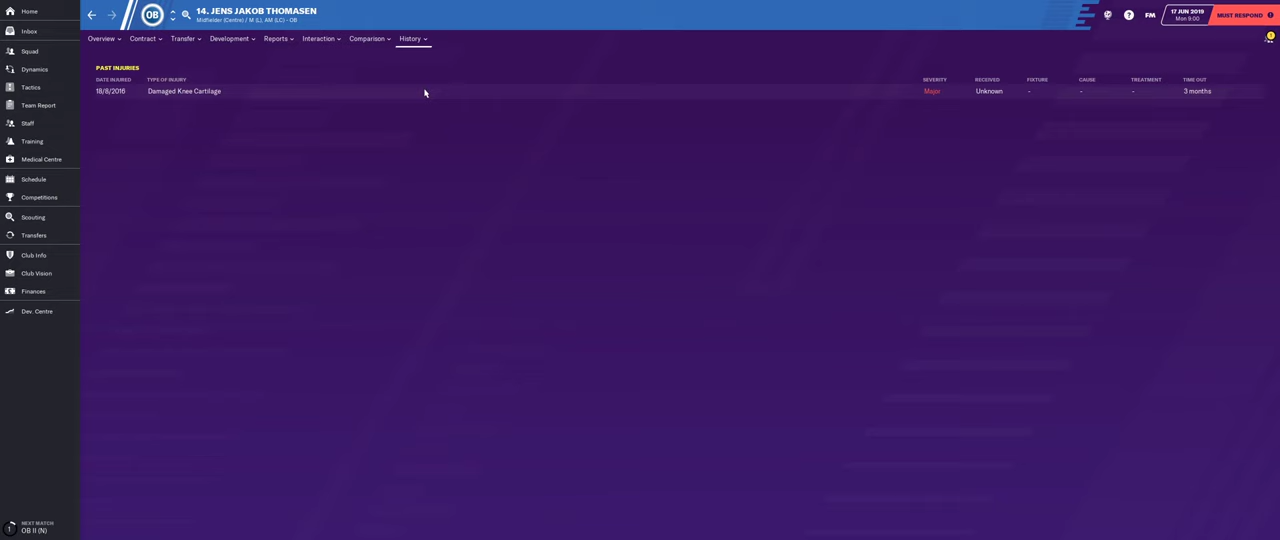 Home
14. JENS JAKOB THOMASEN
Midfielder (Centre) / M (L), AM (LC) - OB
OB
FM
17 JUN 2019
Mon 9:00
MUST RESPOND
Inbox
Overview Contract Transfer Development Reports Interaction Comparison History
1
Squad
Dynamics
Tactics
Team Report
Staff
Training
Medical Centre
Schedule
Competitions
Scouting
Transfers
Club Info
Club Vision
Finances
Dev. Centre
PAST INJURIES
DATE INJURED TYPE OF INJURY SEVERITY RECEIVED FIXTURE CAUSE TREATMENT TIME OUT
18/8/2016 Damaged Knee Cartilage Major Unknown - - - 3 months
1
NEXT MATCH
OB II (N)